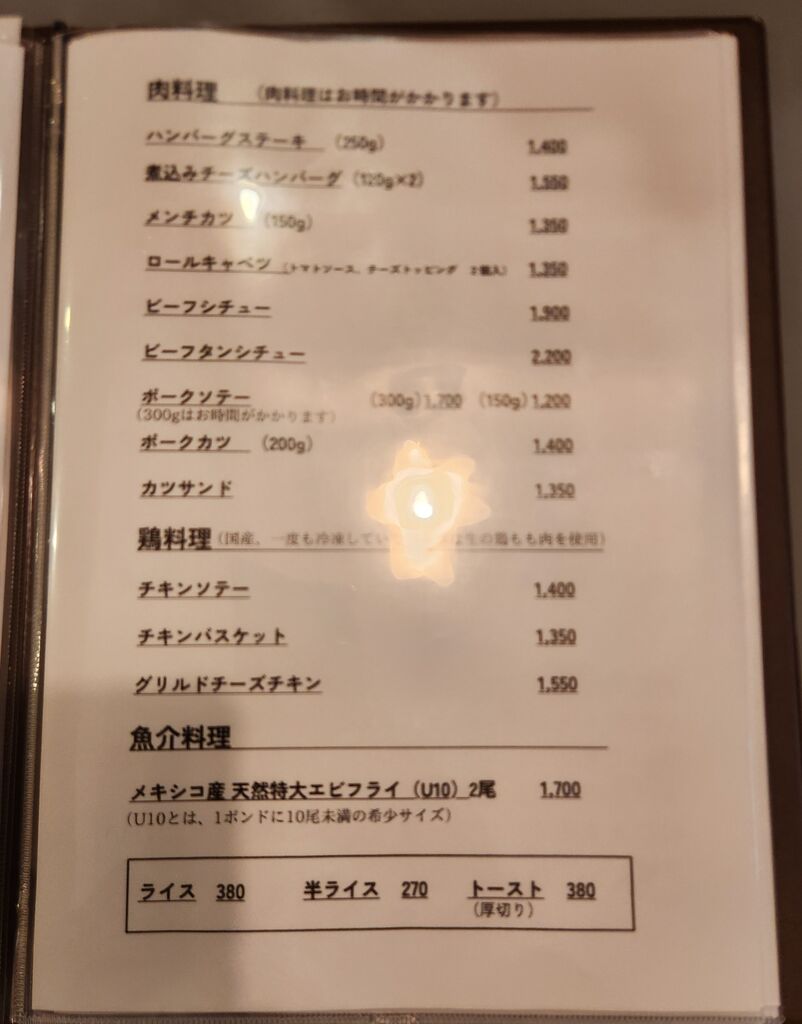 肉料理 (肉料理はお時間がかかります)
ハンバーグステーキ (250g) 1,400
煮込みチーズハンバーグ (120g×2) 1,550
メンチカツ (150g) 1,350
ロールキャベツ (トマトソース、チーズトッピング 2個入) 1,350
ビーフシチュー 1,900
ビーフタンシチュー 2,200
ポークソテー (300g) 1,700 (150g) 1,200
(300gはお時間がかかります)
ポークカツ (200g) 1,400
カツサンド 1,350
鶏料理 (国産、一度も冷凍してい 生の鶏もも肉を使用)
チキンソテー 1,400
チキンバスケット 1,350
グリルドチーズチキン 1,550
魚介料理
メキシコ産 天然特大エビフライ (U10) 2尾 1,700
(U10とは、1ポンドに10尾未満の希少サイズ)
ライス 380 半ライス 270 トースト 380
(厚切り)